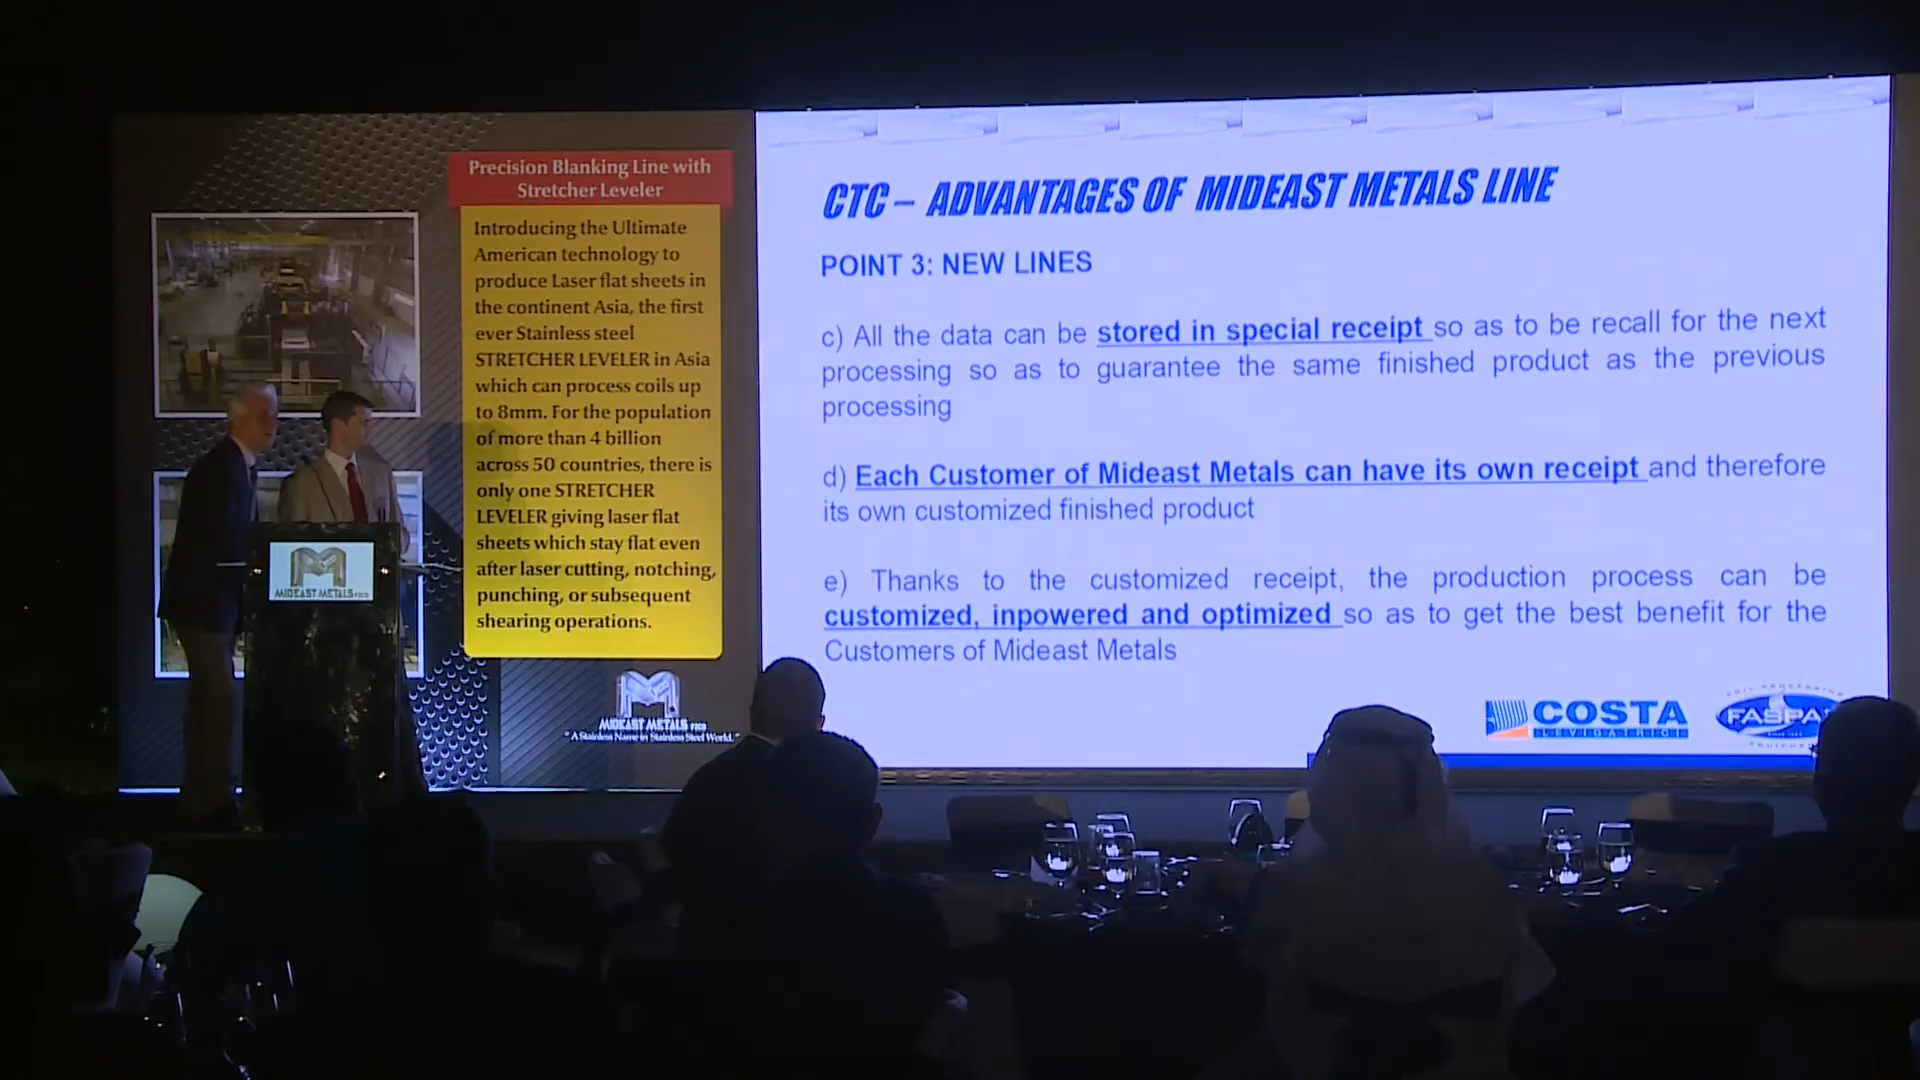 Precision Blanking Line with
Stretcher Leveler
Introducing the Ultimate
American technology to
produce Laser flat sheets in
the continent Asia, the first
ever Stainless steel
STRETCHER LEVELER in Asia
which can process coils up
to 8mm. For the population
of more than 4 billion
across 50 countries, there is
only one STRETCHER
LEVELER giving laser flat
sheets which stay flat even
after laser cutting, notching,
punching, or subsequent
shearing operations.
MIDEAST METALS FZCO
"A Stainless Name in Stainless Steel World."
MIDEAST METALS FZCO
CTC – ADVANTAGES OF MIDEAST METALS LINE
POINT 3: NEW LINES
c) All the data can be stored in special receipt so as to be recall for the next
processing so as to guarantee the same finished product as the previous
processing
d) Each Customer of Mideast Metals can have its own receipt and therefore
its own customized finished product
e) Thanks to the customized receipt, the production process can be
customized, inpowered and optimized so as to get the best benefit for the
Customers of Mideast Metals
COSTA
LEVIGATRICI
COIL PROCESSING
FASPA